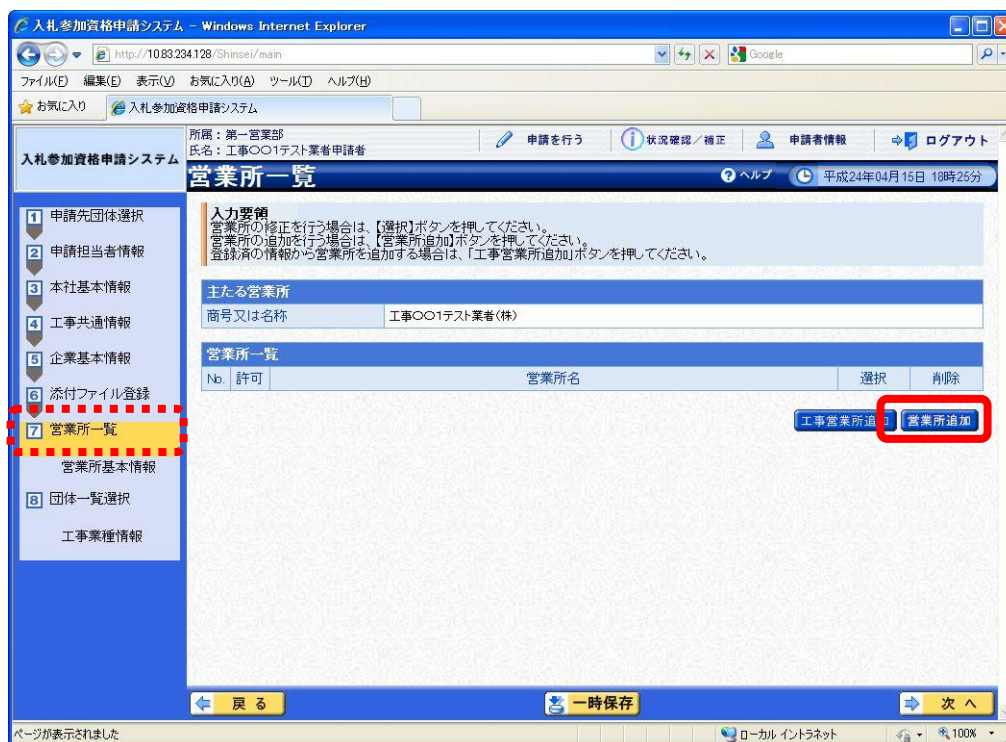 入札参加資格申請システム - Windows Internet Explorer
http://10.83.234.128/Shinsei/main
Google
ファイル(F) 編集(E) 表示(V) お気に入り(A) ツール(T) ヘルプ(H)
お気に入り 入札参加資格申請システム
入札参加資格申請システム
所属：第一営業部
氏名：工事〇〇1テスト業者申請者
申請を行う 状況確認／補正 申請者情報 ログアウト
営業所一覧
ヘルプ 平成24年04月15日 18時25分
1 申請先団体選択
2 申請担当者情報
3 本社基本情報
4 工事共通情報
5 企業基本情報
6 添付ファイル登録
7 営業所一覧
営業所基本情報
8 団体一覧選択
工事業種情報
入力要領
営業所の修正を行う場合は、【選択】ボタンを押してください。
営業所の追加を行う場合は、【営業所追加】ボタンを押してください。
登録済の情報から営業所を追加する場合は、「工事営業所追加」ボタンを押してください。
主たる営業所
商号又は名称 工事〇〇1テスト業者(株)
営業所一覧
No. 許可 営業所名 選択 削除
工事営業所追加 営業所追加
戻る 一時保存 次へ
ページが表示されました ローカル イントラネット 100%